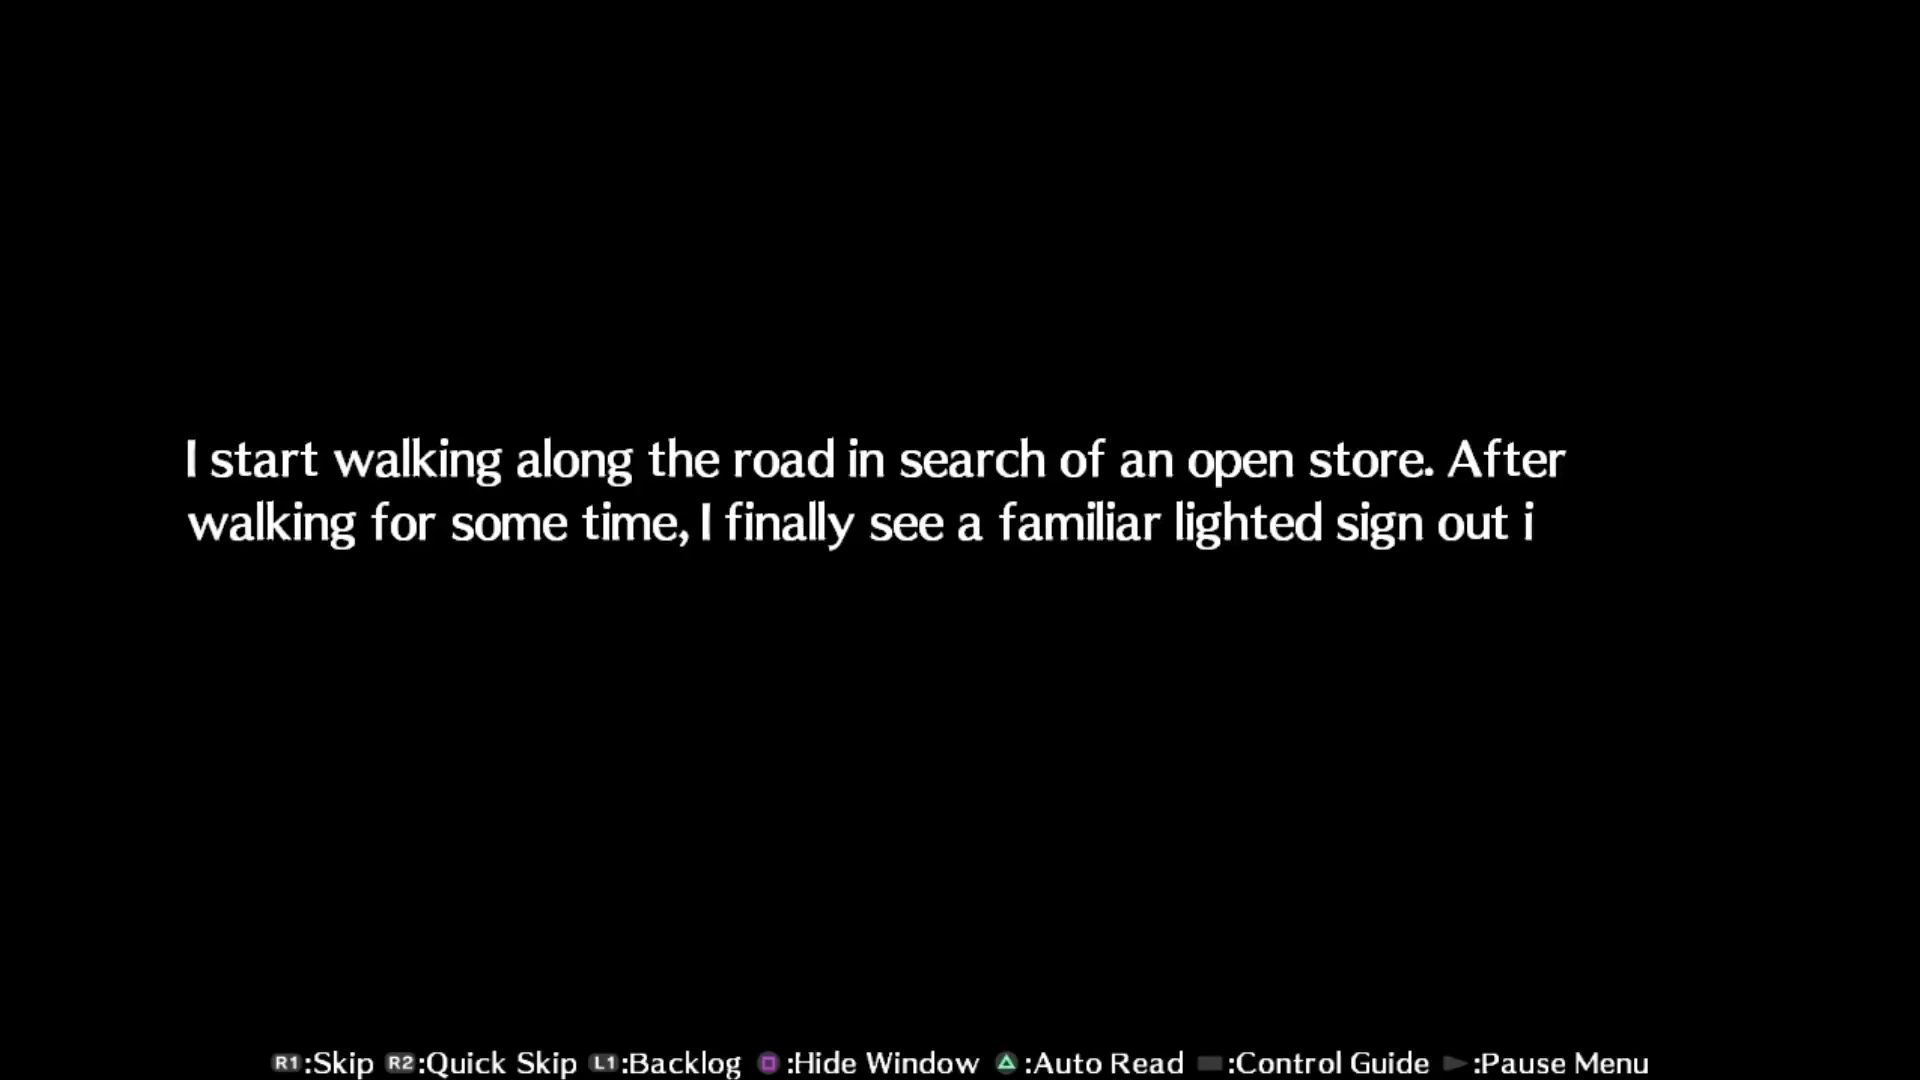 I start walking along the road in search of an open store. After
walking for some time, I finally see a familiar lighted sign out i
R1:Skip R2:Quick Skip L1:Backlog :Hide Window :Auto Read :Control Guide :Pause Menu